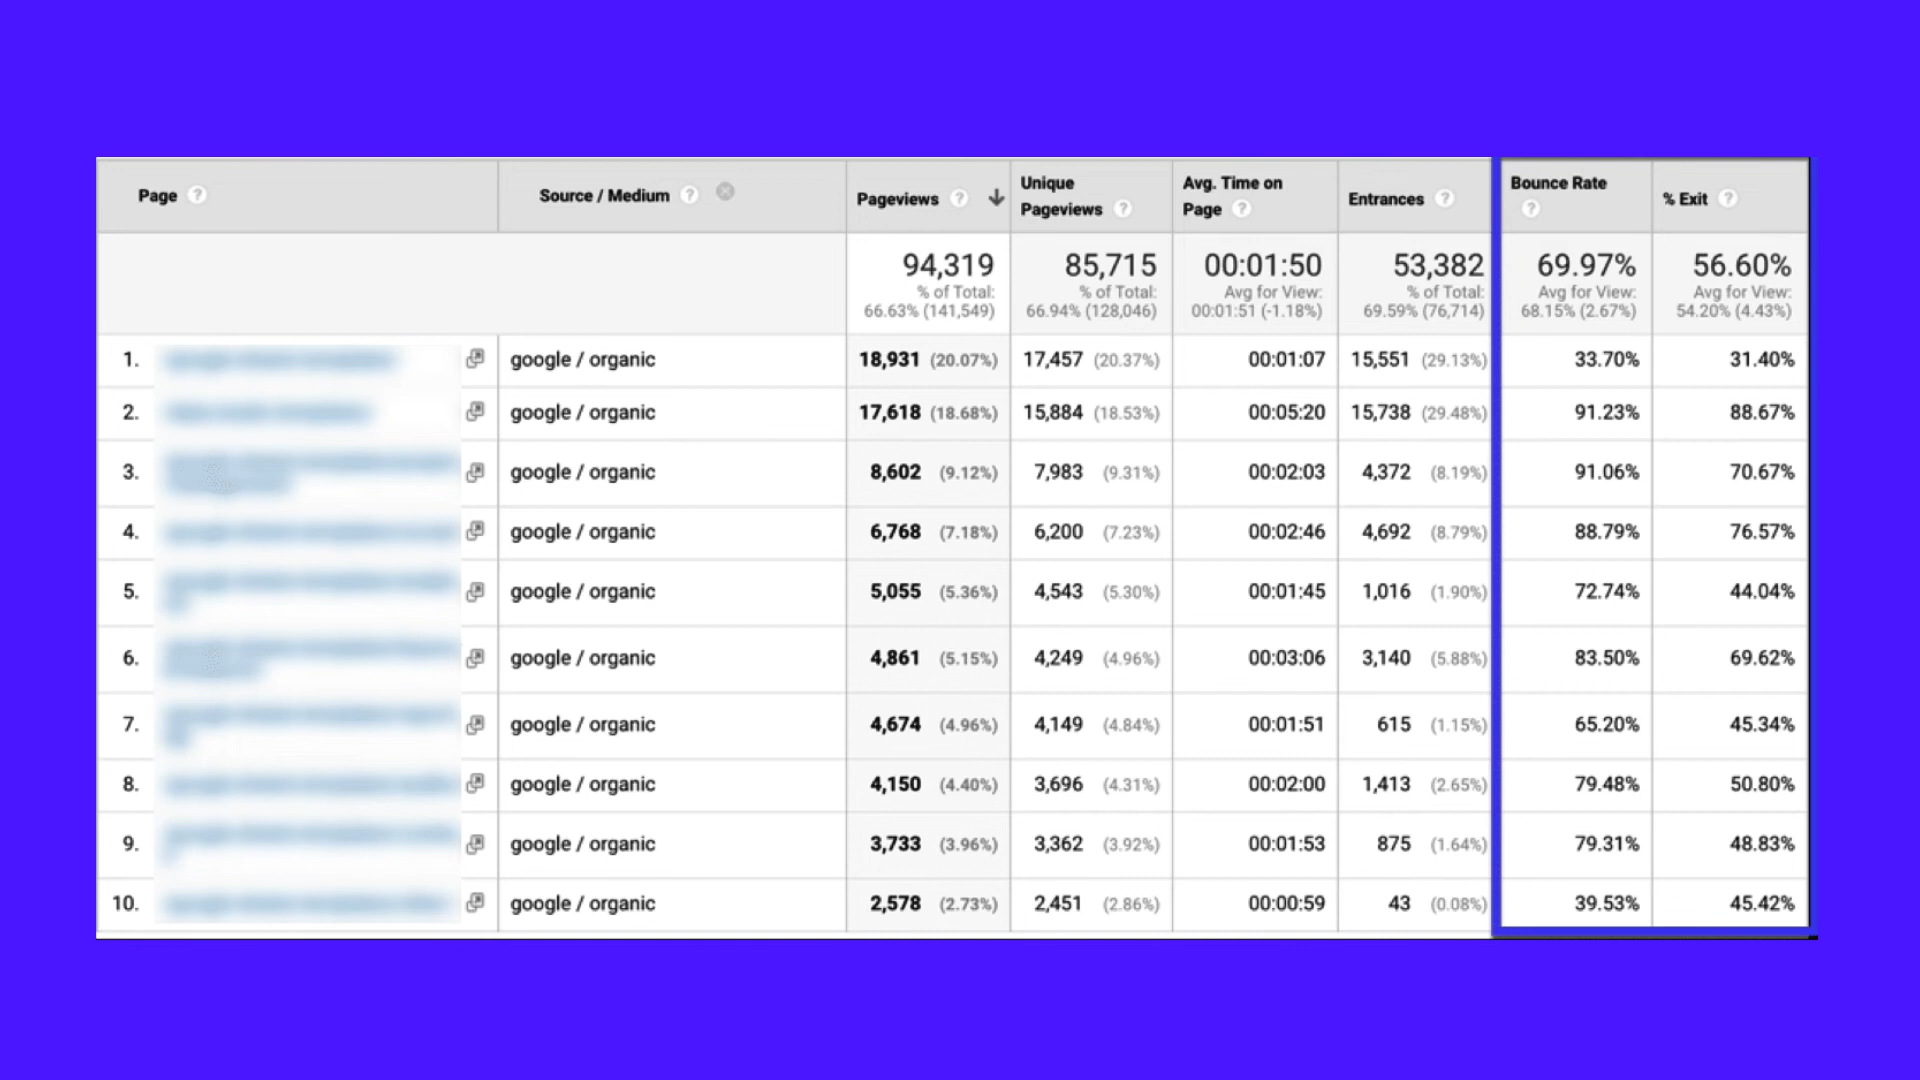 Page ? Source / Medium ? Pageviews ? Unique Pageviews ? Avg. Time on Page ? Entrances ? Bounce Rate ? % Exit ?
94,319 85,715 00:01:50 53,382 69.97% 56.60%
% of Total: % of Total: Avg for View: % of Total: Avg for View: Avg for View:
66.63% (141,549) 66.94% (128,046) 00:01:51 (-1.18%) 69.59% (76,714) 68.15% (2.67%) 54.20% (4.43%)
1. google / organic 18,931 (20.07%) 17,457 (20.37%) 00:01:07 15,551 (29.13%) 33.70% 31.40%
2. google / organic 17,618 (18.68%) 15,884 (18.53%) 00:05:20 15,738 (29.48%) 91.23% 88.67%
3. google / organic 8,602 (9.12%) 7,983 (9.31%) 00:02:03 4,372 (8.19%) 91.06% 70.67%
4. google / organic 6,768 (7.18%) 6,200 (7.23%) 00:02:46 4,692 (8.79%) 88.79% 76.57%
5. google / organic 5,055 (5.36%) 4,543 (5.30%) 00:01:45 1,016 (1.90%) 72.74% 44.04%
6. google / organic 4,861 (5.15%) 4,249 (4.96%) 00:03:06 3,140 (5.88%) 83.50% 69.62%
7. google / organic 4,674 (4.96%) 4,149 (4.84%) 00:01:51 615 (1.15%) 65.20% 45.34%
8. google / organic 4,150 (4.40%) 3,696 (4.31%) 00:02:00 1,413 (2.65%) 79.48% 50.80%
9. google / organic 3,733 (3.96%) 3,362 (3.92%) 00:01:53 875 (1.64%) 79.31% 48.83%
10. google / organic 2,578 (2.73%) 2,451 (2.86%) 00:00:59 43 (0.08%) 39.53% 45.42%